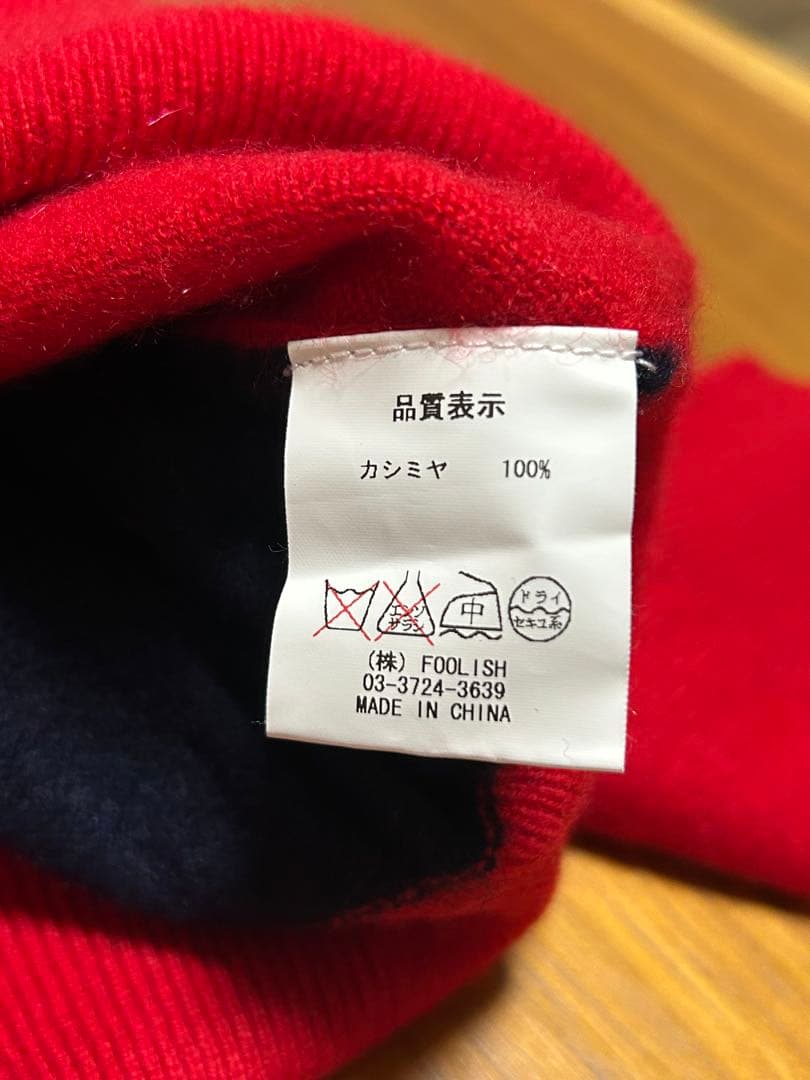 品質表示
カシミヤ 100%
エンソ
サラシ
中
ドライ
セキユ系
(株) FOOLISH
03-3724-3639
MADE IN CHINA